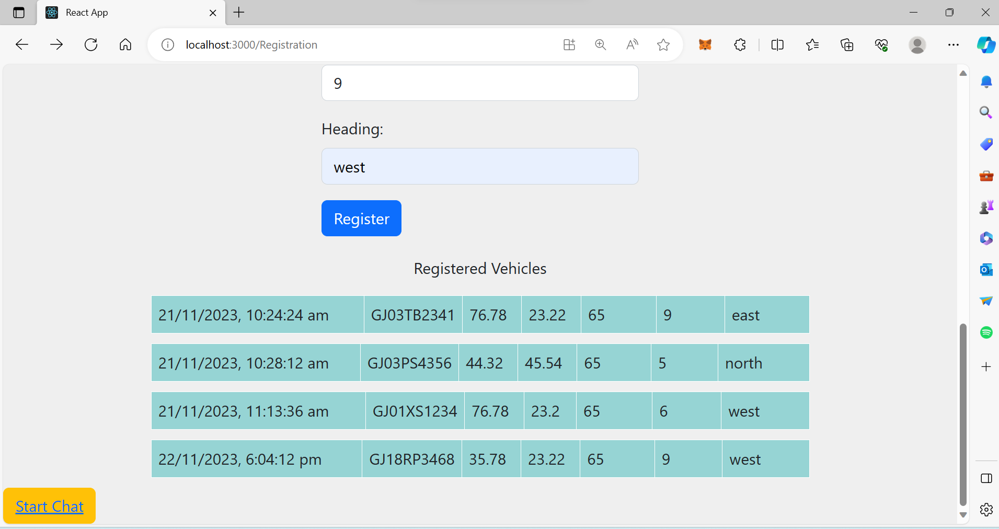 React App
localhost:3000/Registration
9
Heading:
west
Register
Registered Vehicles
21/11/2023, 10:24:24 am GJ03TB2341 76.78 23.22 65 9 east
21/11/2023, 10:28:12 am GJ03PS4356 44.32 45.54 65 5 north
21/11/2023, 11:13:36 am GJ01XS1234 76.78 23.2 65 6 west
22/11/2023, 6:04:12 pm GJ18RP3468 35.78 23.22 65 9 west
Start Chat